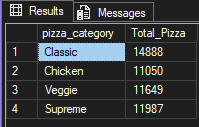 Results Messages
pizza_category Total_Pizza
1 Classic 14888
2 Chicken 11050
3 Veggie 11649
4 Supreme 11987